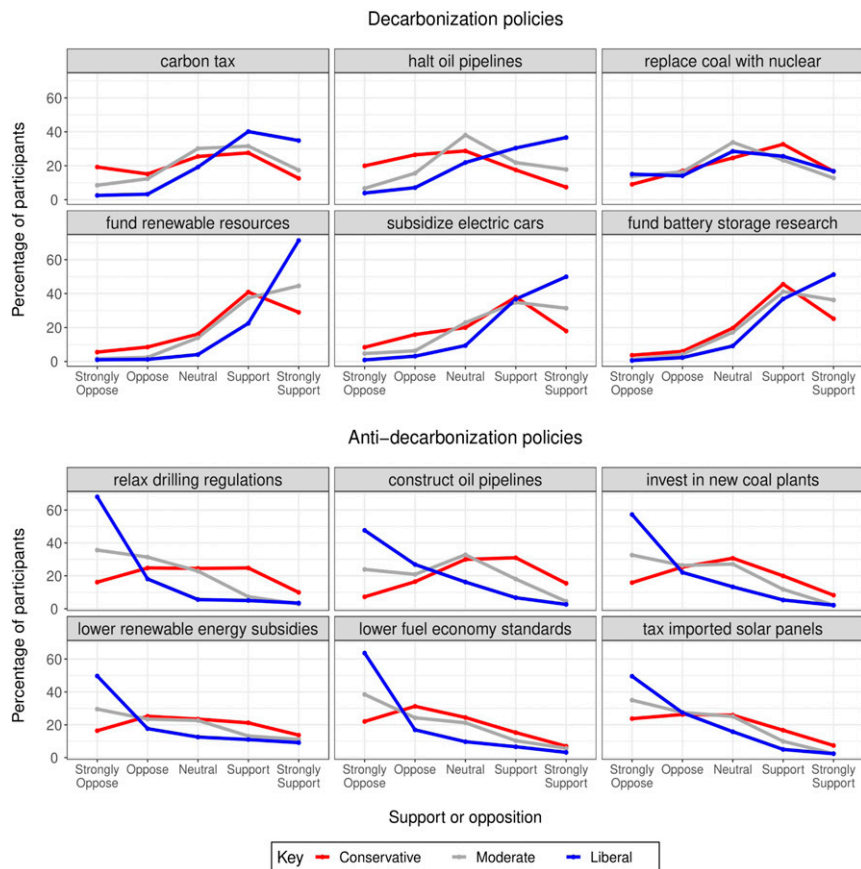 Decarbonization policies
carbon tax
halt oil pipelines
replace coal with nuclear
60
40
20
0
fund renewable resources
subsidize electric cars
fund battery storage research
60
40
20
0
Percentage of participants
Strongly Oppose
Oppose
Neutral
Support
Strongly Support
Strongly Oppose
Oppose
Neutral
Support
Strongly Support
Strongly Oppose
Oppose
Neutral
Support
Strongly Support
Anti−decarbonization policies
relax drilling regulations
construct oil pipelines
invest in new coal plants
60
40
20
0
lower renewable energy subsidies
lower fuel economy standards
tax imported solar panels
60
40
20
0
Percentage of participants
Strongly Oppose
Oppose
Neutral
Support
Strongly Support
Strongly Oppose
Oppose
Neutral
Support
Strongly Support
Strongly Oppose
Oppose
Neutral
Support
Strongly Support
Support or opposition
Key
Conservative
Moderate
Liberal